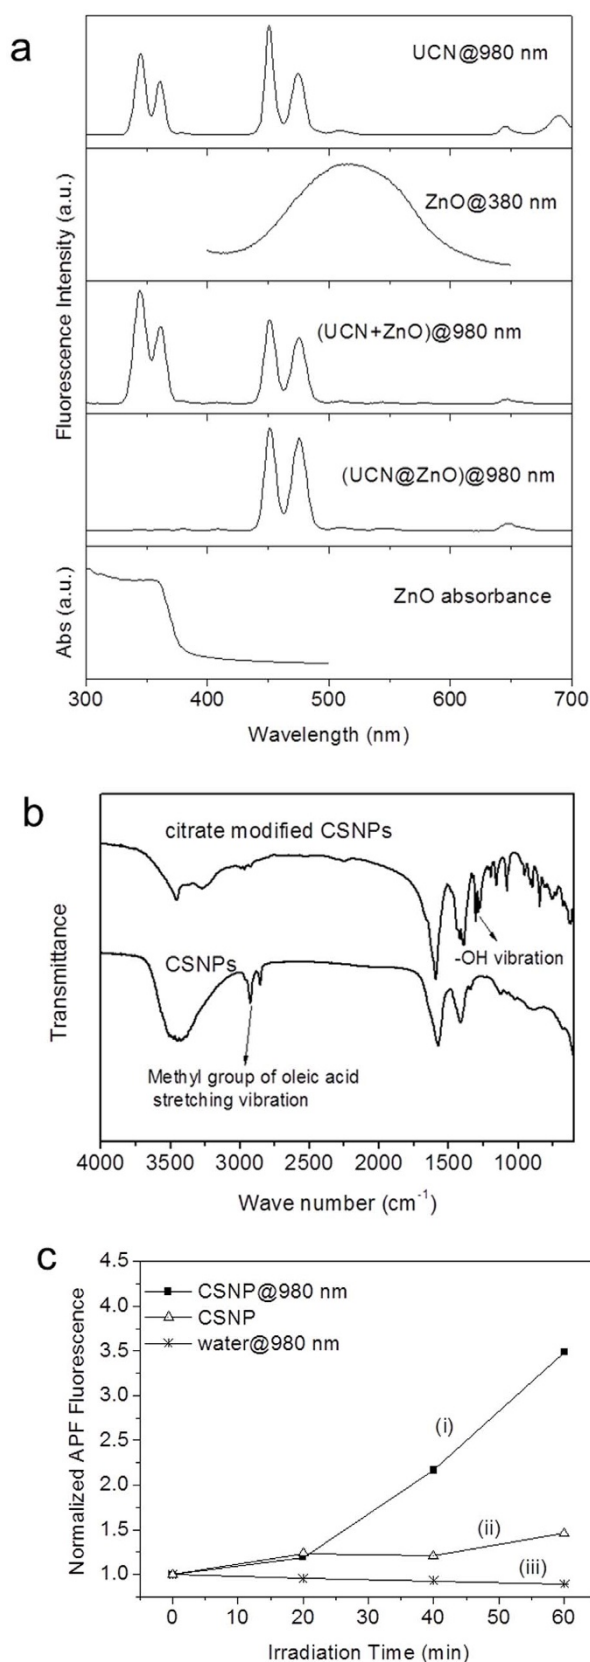 a
UCN@980 nm
ZnO@380 nm
(UCN+ZnO)@980 nm
(UCN@ZnO)@980 nm
ZnO absorbance
Fluorescence Intensity (a.u.)
Abs (a.u.)
300 400 500 600 700
Wavelength (nm)
b
citrate modified CSNPs
-OH vibration
CSNPs
Methyl group of oleic acid
stretching vibration
Transmittance
4000 3500 3000 2500 2000 1500 1000
Wave number (cm⁻¹)
c
4.5
4.0
3.5
3.0
2.5
2.0
1.5
1.0
Normalized APF Fluorescence
CSNP@980 nm
CSNP
water@980 nm
(i)
(ii)
(iii)
0 10 20 30 40 50 60
Irradiation Time (min)